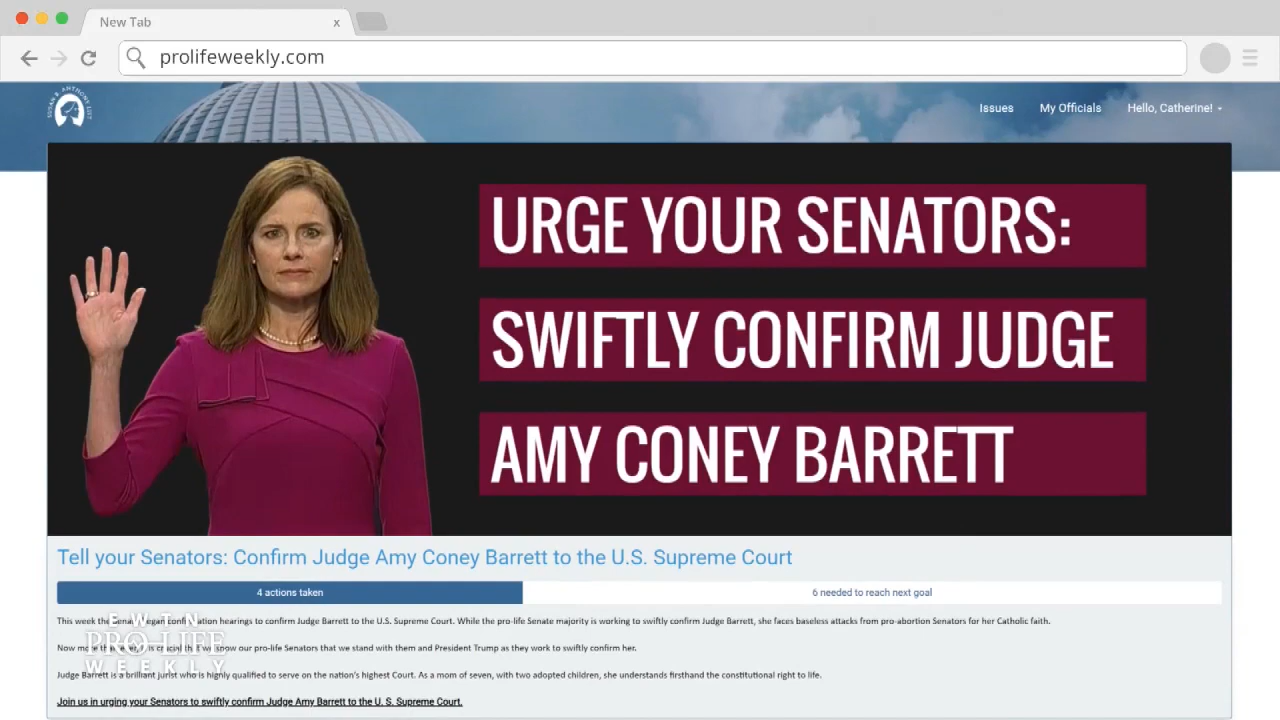 New Tab
x
prolifeweekly.com
SUSAN B. ANTHONY LIST
Issues My Officials Hello, Catherine!
URGE YOUR SENATORS:
SWIFTLY CONFIRM JUDGE
AMY CONEY BARRETT
Tell your Senators: Confirm Judge Amy Coney Barrett to the U.S. Supreme Court
4 actions taken 6 needed to reach next goal
This week the Senate began confirmation hearings to confirm Judge Barrett to the U.S. Supreme Court. While the pro-life Senate majority is working to swiftly confirm Judge Barrett, she faces baseless attacks from pro-abortion Senators for her Catholic faith.
Now more than ever, it is crucial that we show our pro-life Senators that we stand with them and President Trump as they work to swiftly confirm her.
Judge Barrett is a brilliant jurist who is highly qualified to serve on the nation's highest Court. As a mom of seven, with two adopted children, she understands firsthand the constitutional right to life.
Join us in urging your Senators to swiftly confirm Judge Amy Barrett to the U. S. Supreme Court.
EWTN
PRO-LIFE
WEEKLY